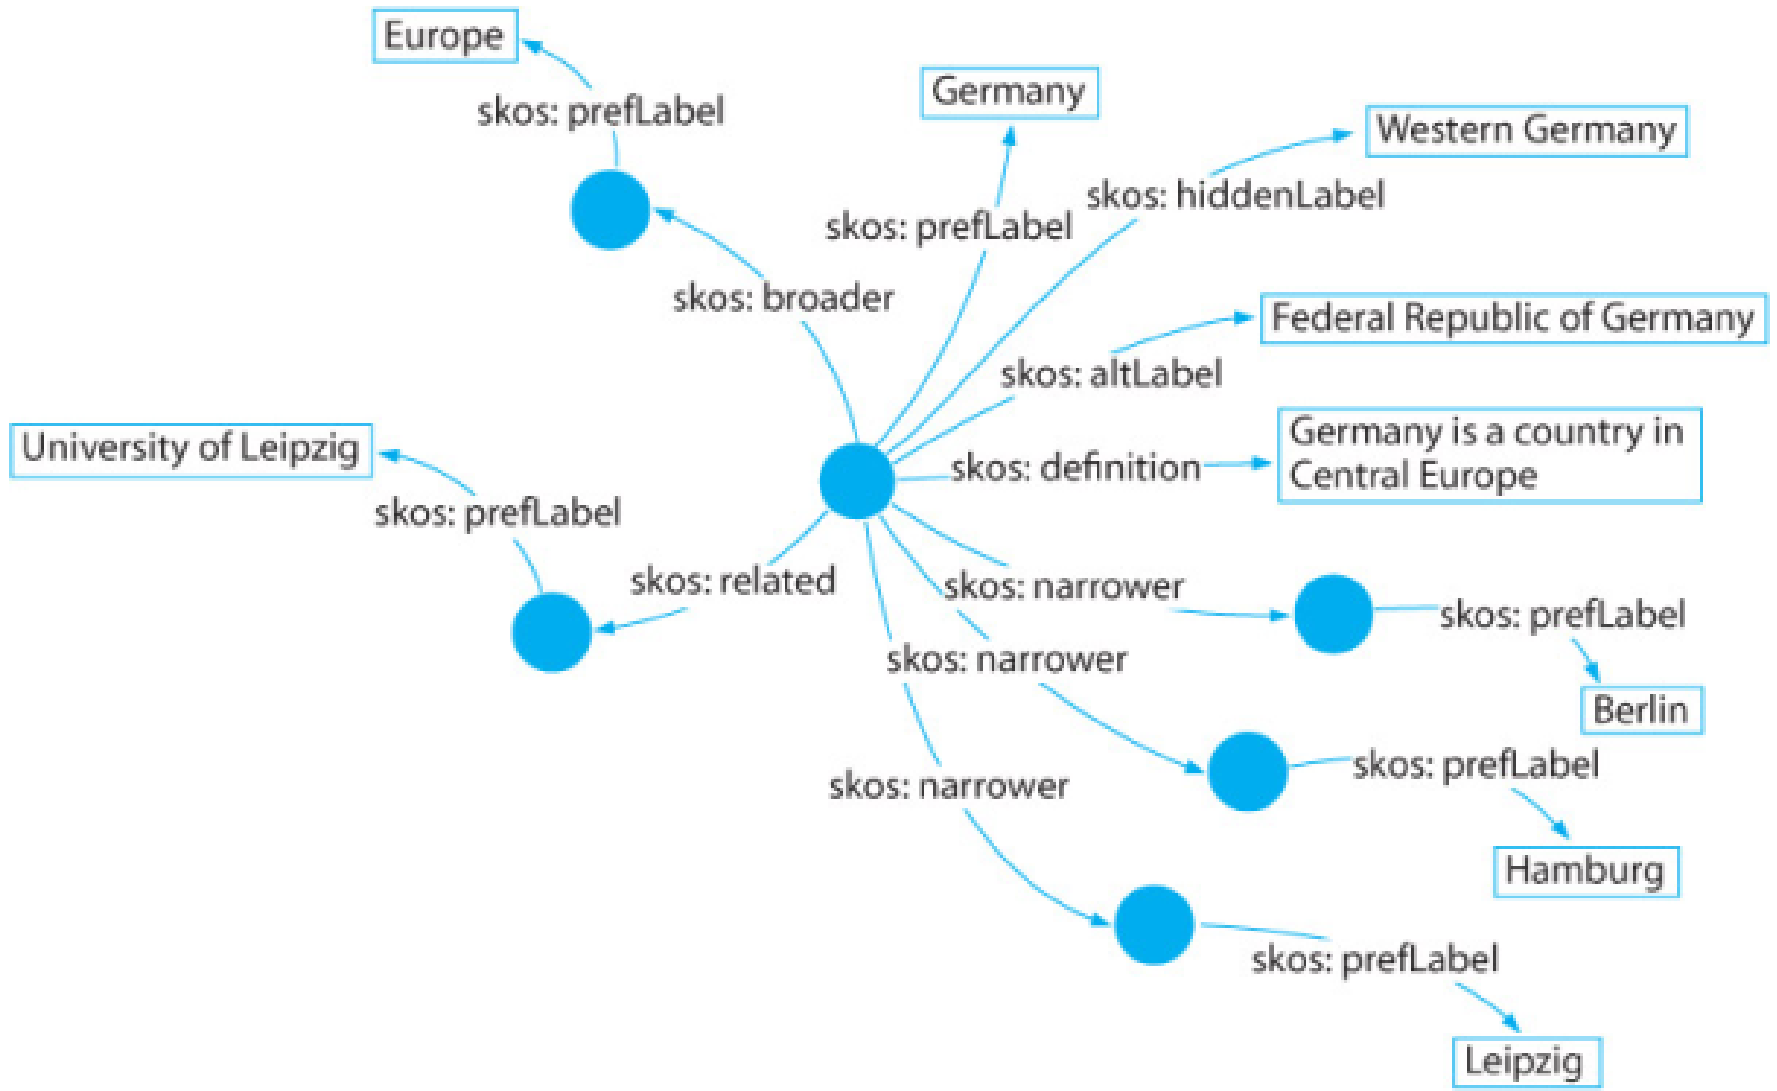 Europe
Germany
Western Germany
skos: prefLabel
skos: hiddenLabel
skos: prefLabel
skos: broader
Federal Republic of Germany
skos: altLabel
University of Leipzig
Germany is a country in
Central Europe
skos: definition
skos: prefLabel
skos: related
skos: narrower
skos: prefLabel
skos: narrower
Berlin
skos: prefLabel
skos: narrower
Hamburg
skos: prefLabel
Leipzig